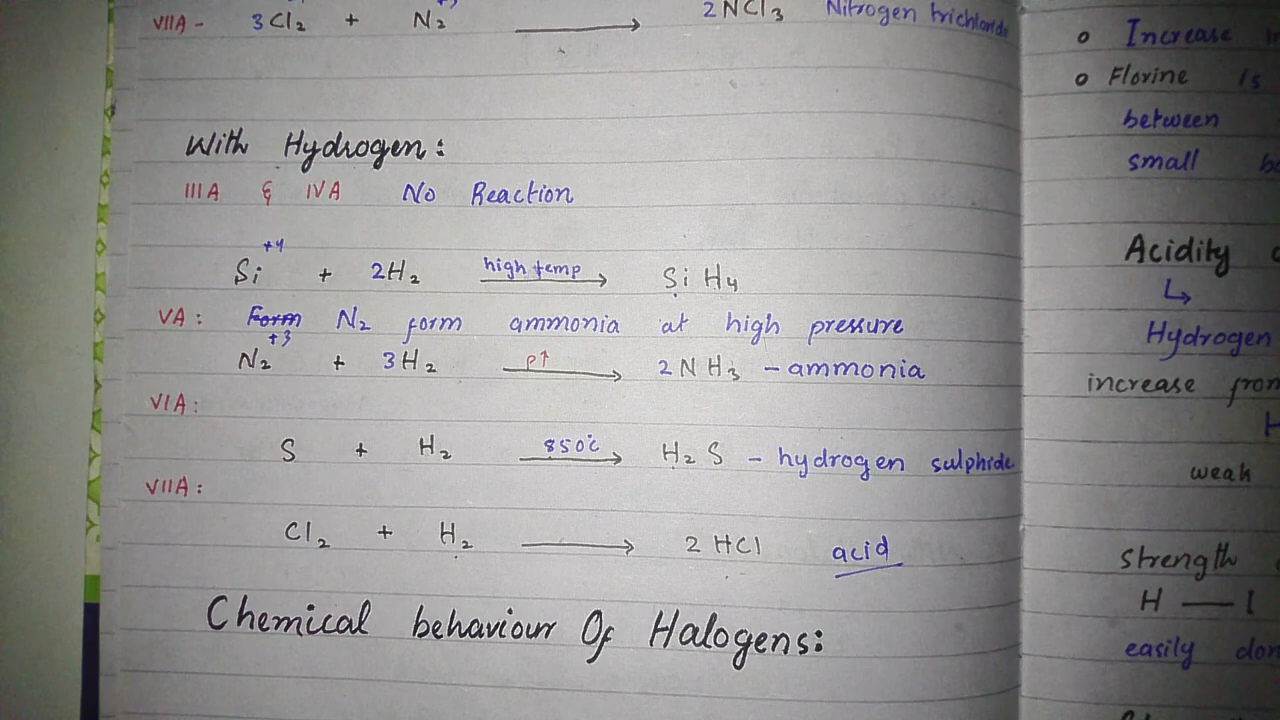 VIIA - 3Cl₂ + N₂ → 2NCl₃ Nitrogen trichloride
With Hydrogen:
IIIA & IVA No Reaction
+4
Si + 2H₂ high temp → SiH₄
VA: Form N₂ form ammonia at high pressure
+3
N₂ + 3H₂ P↑ → 2NH₃ - ammonia
VIA:
S + H₂ 850°c → H₂S - hydrogen sulphide
VIIA:
Cl₂ + H₂ → 2HCl acid
Chemical behaviour Of Halogens:
o Increase
o Florine is
between
small
Acidity
↳
Hydrogen
increase from
H
weak
strength
H — I
easily